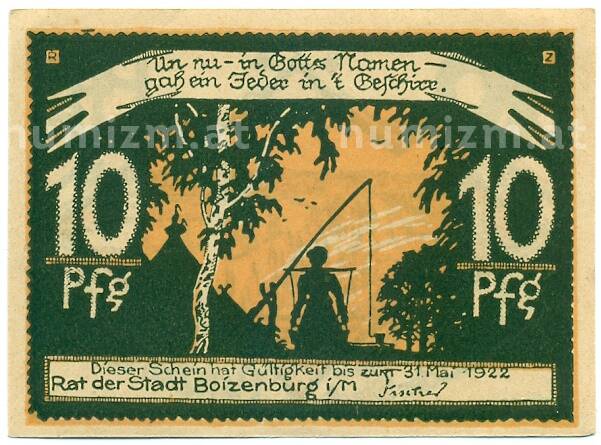 R
Z
Un nu - in Gotts Namen -
gah ein Jeder in 't Geschirr.
numizm.at
numizm.at
10
Pfg
10
Pfg
Dieser Schein hat Gültigkeit bis zum 31. Mai 1922
Rat der Stadt Boizenburg i/M
Fischer